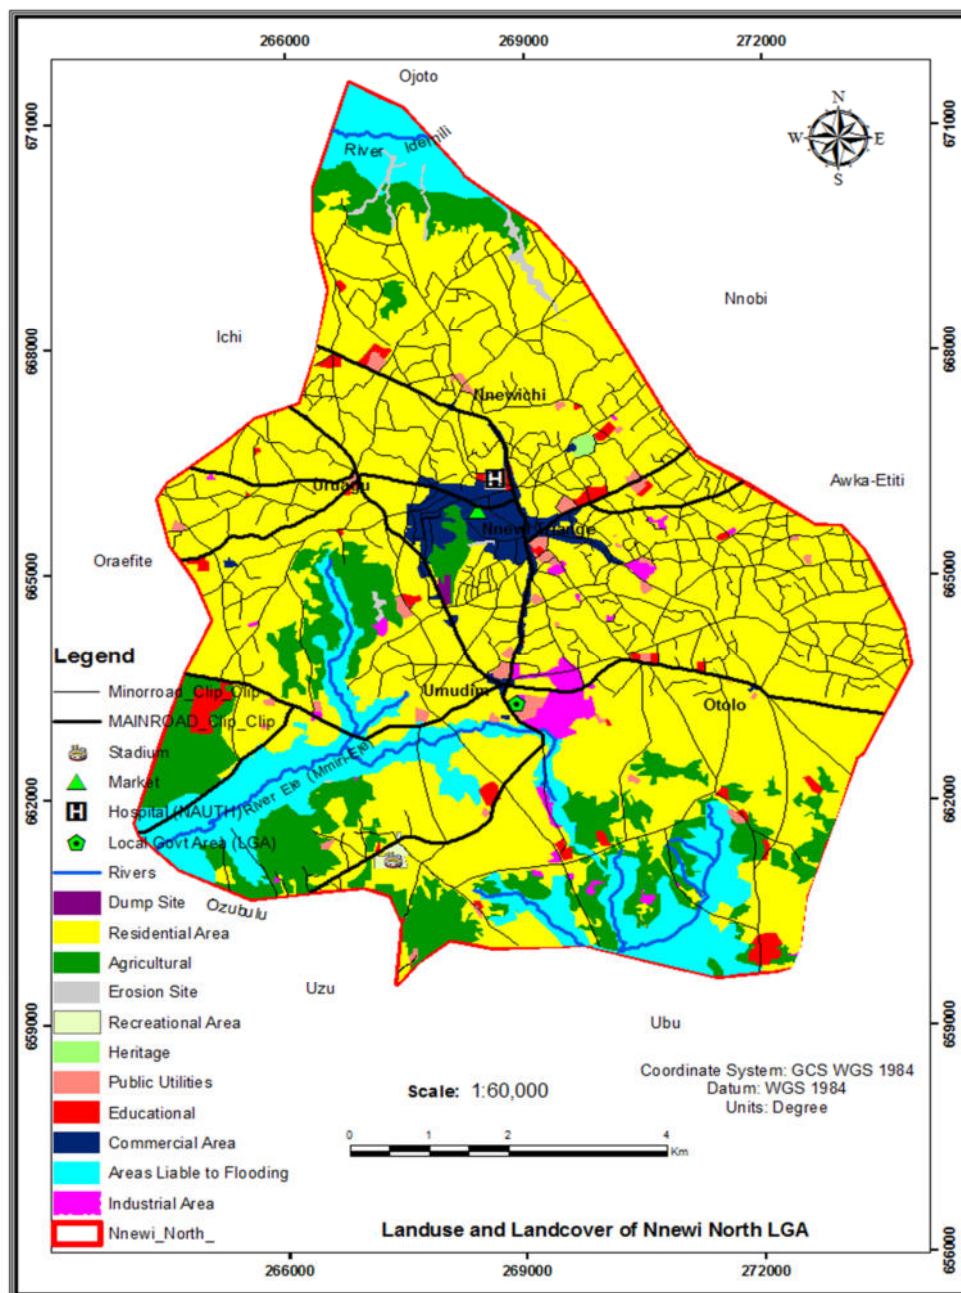 266000
269000
272000
Ojoto
671000
671000
N
W
E
S
River Idemili
Nnobi
Ichi
668000
668000
Nnewichi
H
Uruagu
Awka-Etiti
Nnewi Triange
Oraefite
665000
665000
Legend
Minorroad_Clip_Clip
MAINROAD_Clip_Clip
Stadium
Market
H
Hospital (NAUTH)
Local Govt Area (LGA)
Rivers
Dump Site
Residential Area
Agricultural
Erosion Site
Recreational Area
Heritage
Public Utilities
Educational
Commercial Area
Areas Liable to Flooding
Industrial Area
Nnewi_North_
Umudim
Otolo
River Ele (Mmiri-Ele)
662000
662000
Ozubulu
Uzu
Ubu
659000
659000
Scale: 1:60,000
Coordinate System: GCS WGS 1984
Datum: WGS 1984
Units: Degree
0 1 2 4
Km
Landuse and Landcover of Nnewi North LGA
656000
266000
269000
272000